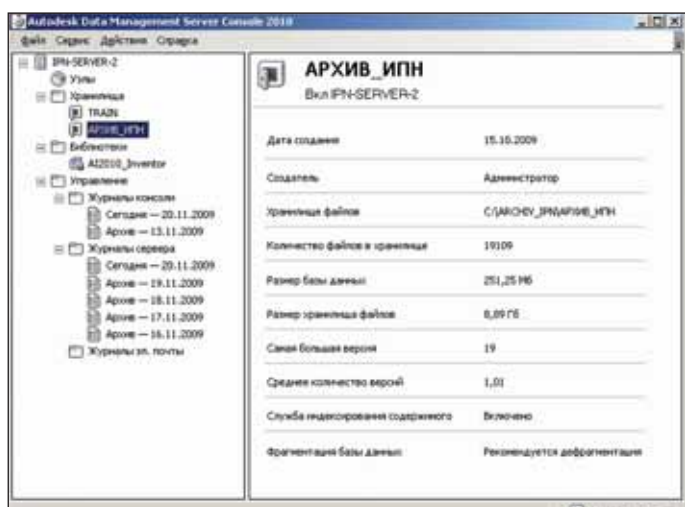 Autodesk Data Management Server Console 2010
Файл Сервис Действия Справка
IPN-SERVER-2
Узлы
Хранилища
TRAIN
АРХИВ_ИПН
Библиотеки
AI2010_Inventor
Управление
Журналы консоли
Сегодня — 20.11.2009
Архив — 13.11.2009
Журналы сервера
Сегодня — 20.11.2009
Архив — 19.11.2009
Архив — 18.11.2009
Архив — 17.11.2009
Архив — 16.11.2009
Журналы эл. почты
АРХИВ_ИПН
Вкл IPN-SERVER-2
Дата создания 15.10.2009
Создатель Администратор
Хранилище файлов C:\ARCHIV_IPN\АРХИВ_ИПН
Количество файлов в хранилище 19109
Размер базы данных 251,25 Мб
Размер хранилища файлов 8,89 Гб
Самая большая версия 19
Среднее количество версий 1,01
Служба индексирования содержимого Включено
Фрагментация базы данных Рекомендуется дефрагментация